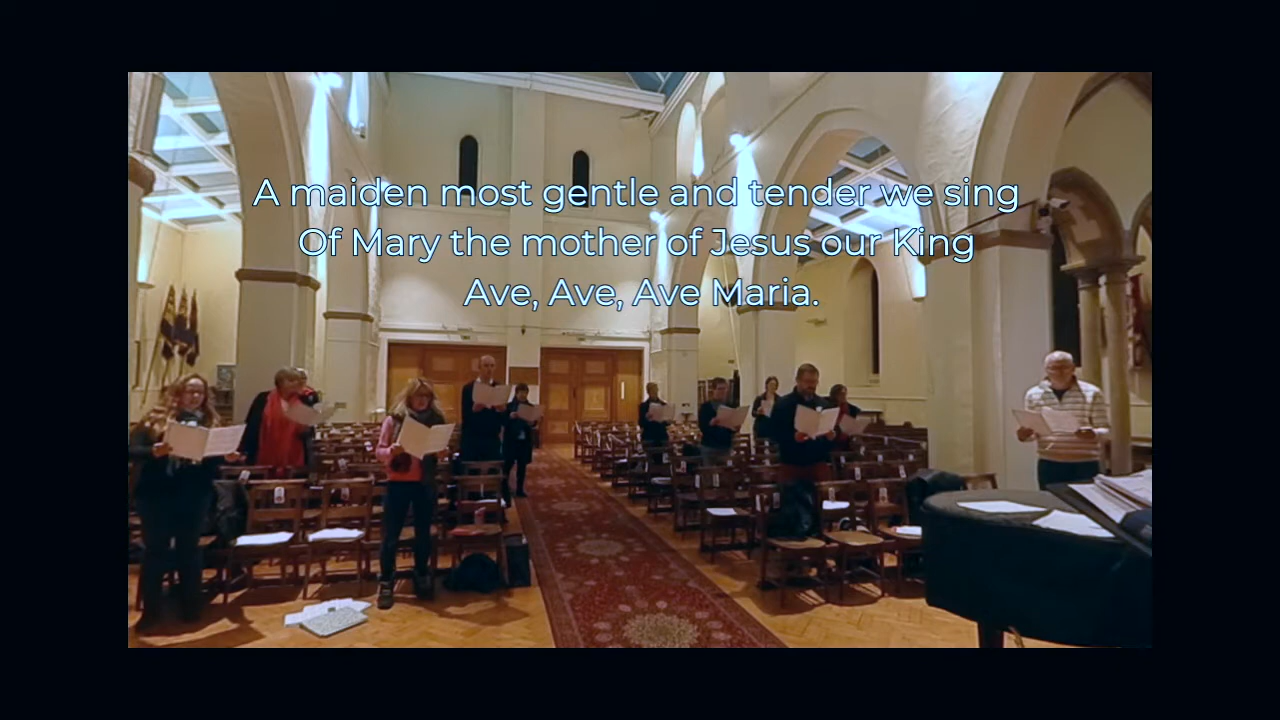 A maiden most gentle and tender we sing
Of Mary the mother of Jesus our King
Ave, Ave, Ave Maria.